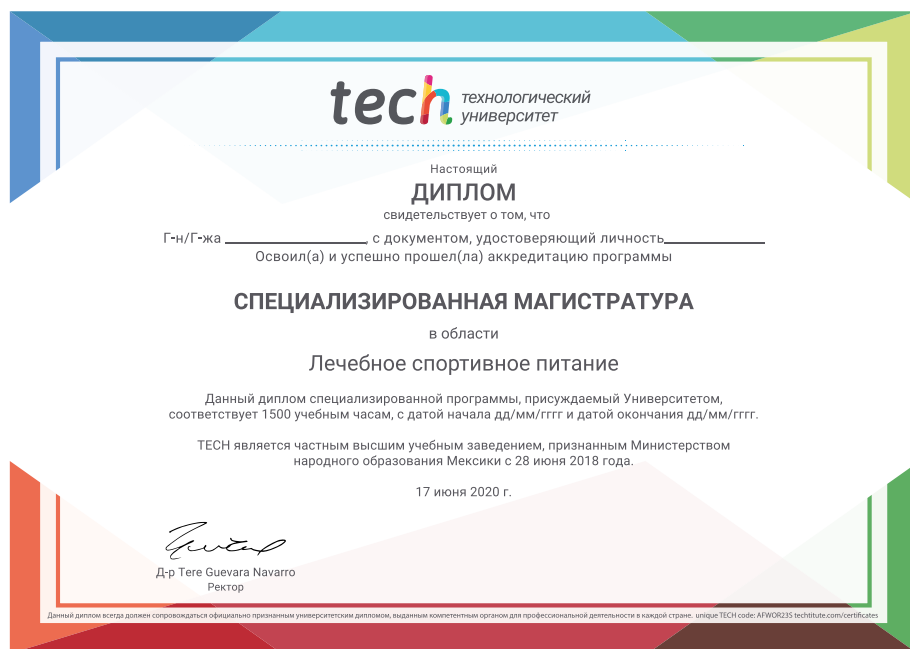 tech технологический
университет
Настоящий
ДИПЛОМ
свидетельствует о том, что
Г-н/Г-жа ____________________, с документом, удостоверяющий личность______________
Освоил(а) и успешно прошел(ла) аккредитацию программы
СПЕЦИАЛИЗИРОВАННАЯ МАГИСТРАТУРА
в области
Лечебное спортивное питание
Данный диплом специализированной программы, присуждаемый Университетом,
соответствует 1500 учебным часам, с датой начала дд/мм/гггг и датой окончания дд/мм/гггг.
TECH является частным высшим учебным заведением, признанным Министерством
народного образования Мексики с 28 июня 2018 года.
17 июня 2020 г.
Д-р Tere Guevara Navarro
Ректор
Данный диплом всегда должен сопровождаться официально признанным университетским дипломом, выданным компетентным органом для профессиональной деятельности в каждой стране. unique TECH code: AFWOR23S techtitute.com/certificates